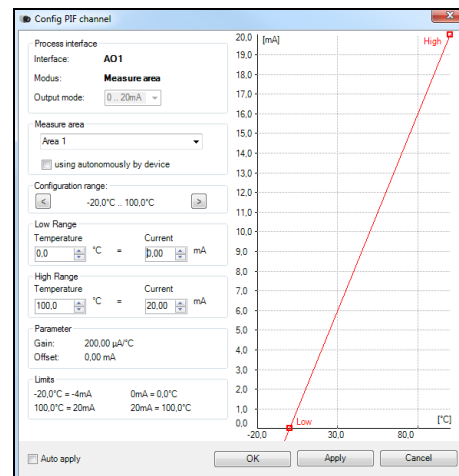 Config PIF channel
Process interface
Interface: AO1
Modus: Measure area
Output mode: 0 ... 20mA
Measure area
Area 1
using autonomously by device
Configuration range:
< -20,0°C .. 100,0°C >
Low Range
Temperature Current
0,0 °C = 0,00 mA
High Range
Temperature Current
100,0 °C = 20,00 mA
Parameter
Gain: 200,00 µA/°C
Offset: 0,00 mA
Limits
-20,0°C = -4mA 0mA = 0,0°C
100,0°C = 20mA 20mA = 100,0°C
Auto apply
20,0 [mA] High
19,0
18,0
17,0
16,0
15,0
14,0
13,0
12,0
11,0
10,0
9,0
8,0
7,0
6,0
5,0
4,0
3,0
2,0
1,0
0,0 Low [°C]
-20,0 30,0 80,0
OK Apply Cancel